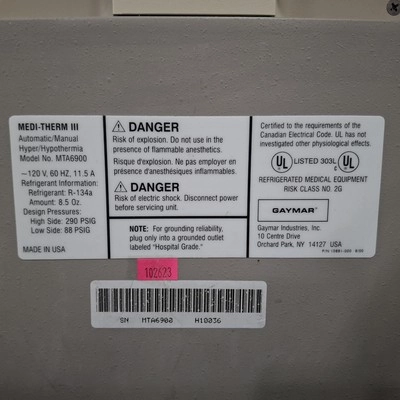 MEDI-THERM III
Automatic/Manual
Hyper/Hypothermia
Model No. MTA6900
~120 V, 60 HZ, 11.5 A
Refrigerant Information:
Refrigerant: R-134a
Amount: 8.5 Oz.
Design Pressures:
High Side: 290 PSIG
Low Side: 88 PSIG
MADE IN USA
DANGER
Risk of explosion. Do not use in the
presence of flammable anesthetics.
Risque d'explosion. Ne pas employer en
présence d'anesthésiques inflammables.
DANGER
Risk of electric shock. Disconnect power
before servicing unit.
NOTE: For grounding reliability,
plug only into a grounded outlet
labeled "Hospital Grade."
Certified to the requirements of the
Canadian Electrical Code. UL has not
investigated other physiological effects.
UL LISTED 303L UL
REFRIGERATED MEDICAL EQUIPMENT
RISK CLASS NO. 2G
GAYMAR
Gaymar Industries, Inc.
10 Centre Drive
Orchard Park, NY 14127 USA
102623
SN MTA6900 H10036